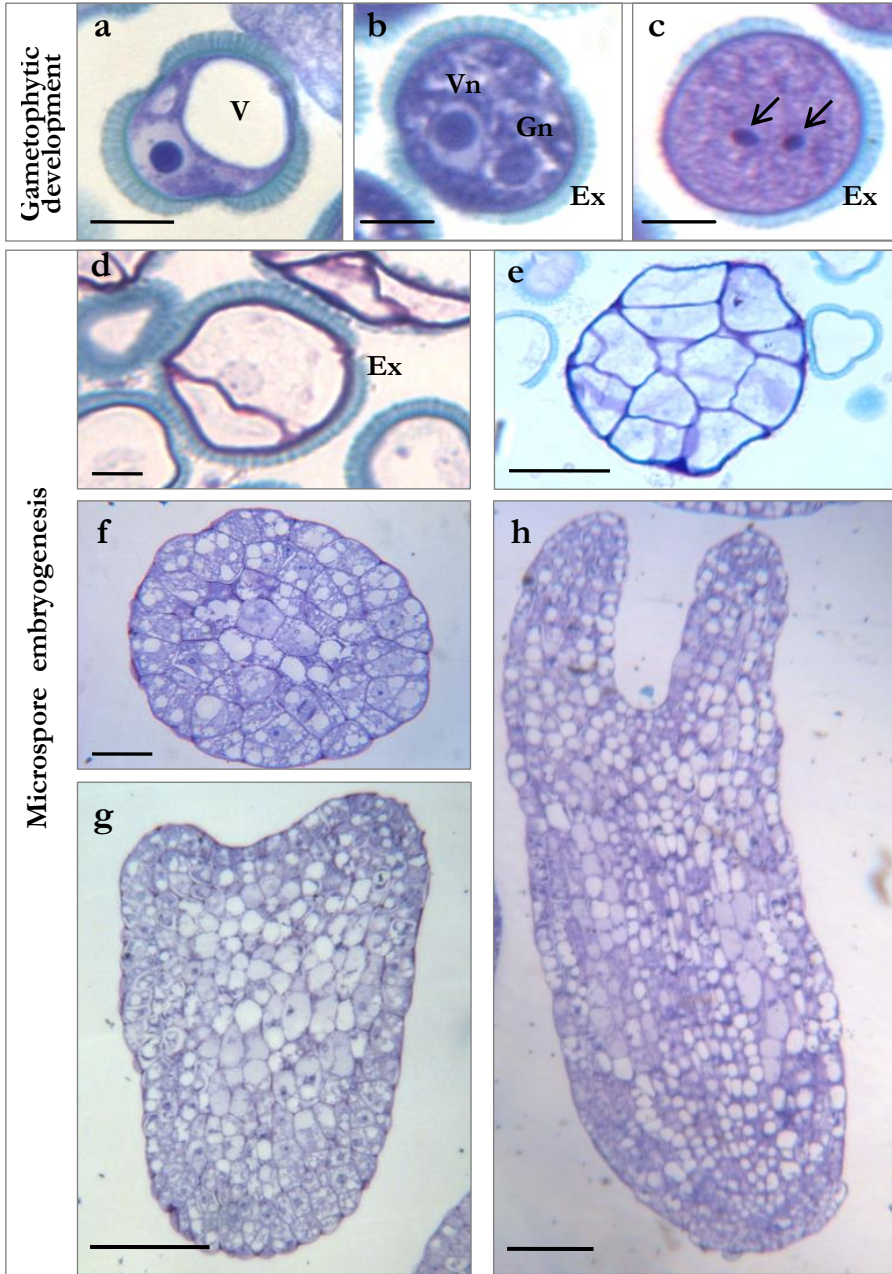 Gametophytic
development
a
V
b
Vn
Gn
Ex
c
Ex
Microspore embryogenesis
d
Ex
e
f
g
h